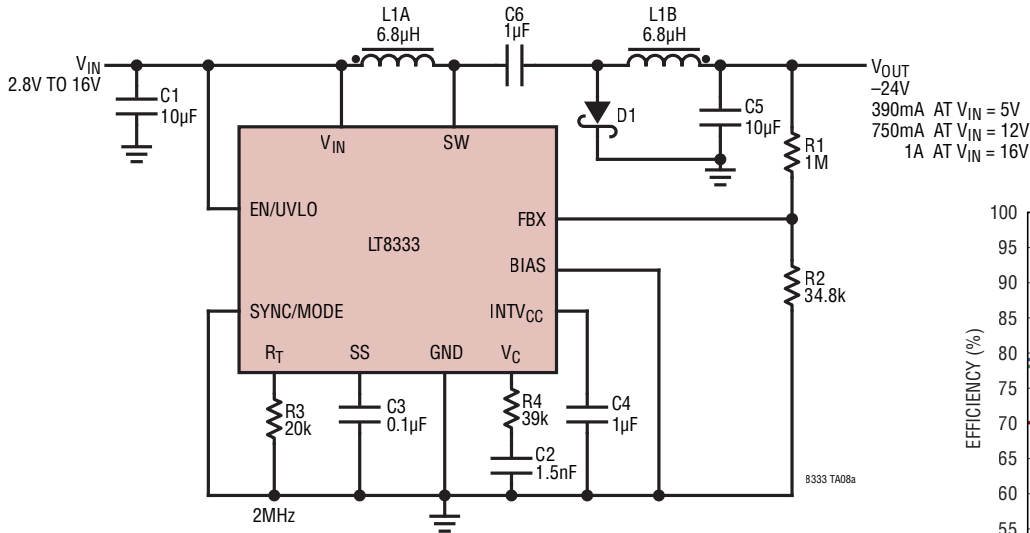 L1A
6.8µH
C6
1µF
L1B
6.8µH
VIN
2.8V TO 16V
C1
10µF
D1
C5
10µF
R1
1M
VOUT
–24V
390mA AT VIN = 5V
750mA AT VIN = 12V
1A AT VIN = 16V
VIN
SW
EN/UVLO
FBX
LT8333
BIAS
SYNC/MODE
INTVCC
RT
SS
GND
VC
R2
34.8k
R3
20k
C3
0.1µF
R4
39k
C4
1µF
C2
1.5nF
8333 TA08a
2MHz
100
95
90
85
80
75
70
65
60
55
EFFICIENCY (%)